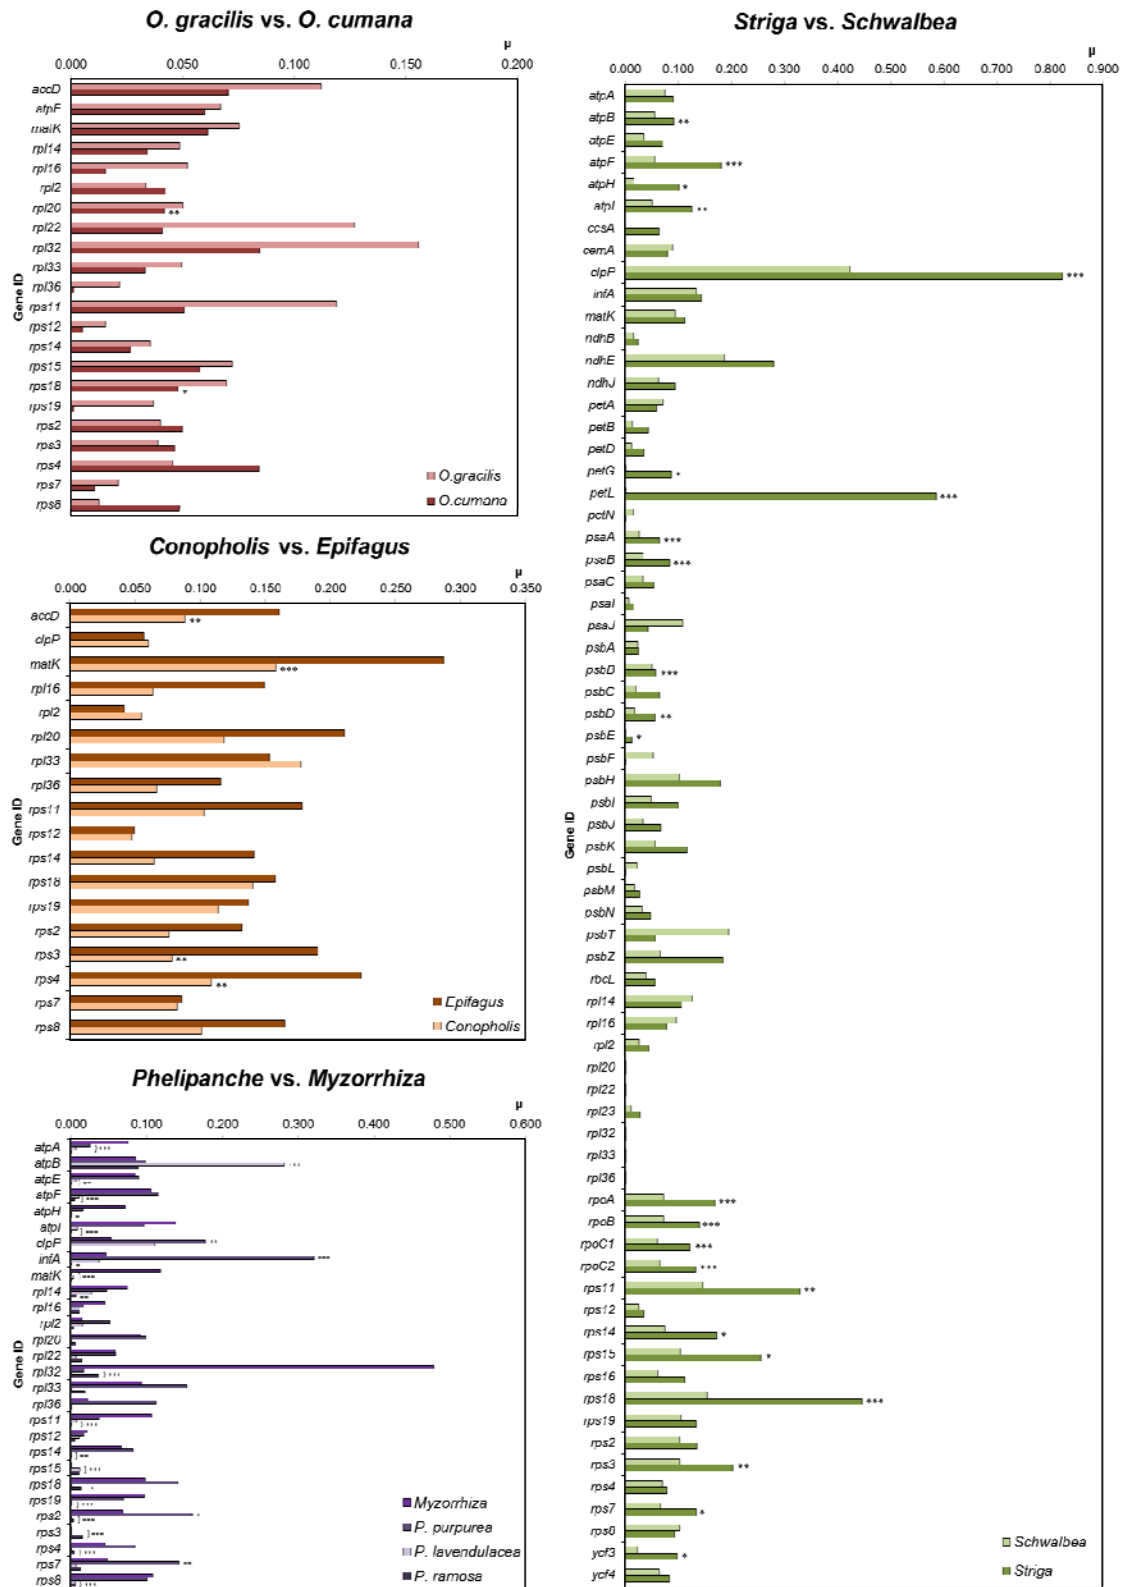 O. gracilis vs. O. cumana
μ
0.000 0.050 0.100 0.150 0.200
Gene ID
accD
atpF
matK
rpl14
rpl16
rpl2
rpl20
**
rpl22
rpl32
rpl33
rpl36
rps11
rps12
rps14
rps15
rps18
*
rps19
rps2
rps3
rps4
rps7
rps8
O.gracilis
O.cumana
Conopholis vs. Epifagus
μ
0.000 0.050 0.100 0.150 0.200 0.250 0.300 0.350
Gene ID
accD
**
clpP
matK
***
rpl16
rpl2
rpl20
rpl33
rpl36
rps11
rps12
rps14
rps18
rps19
rps2
rps3
**
rps4
**
rps7
rps8
Epifagus
Conopholis
Phelipanche vs. Myzorrhiza
μ
0.000 0.100 0.200 0.300 0.400 0.500 0.600
Gene ID
atpA
atpB
atpE
atpF
atpH
atpI
clpP
infA
matK
rpl14
rpl16
rpl2
rpl20
rpl22
rpl32
rpl33
rpl36
rps11
rps12
rps14
rps15
rps18
rps19
rps2
rps3
rps4
rps7
rps8
Myzorrhiza
P. purpurea
P. lavendulacea
P. ramosa
Striga vs. Schwalbea
μ
0.000 0.100 0.200 0.300 0.400 0.500 0.600 0.700 0.800 0.900
Gene ID
atpA
atpB
**
atpE
atpF
***
atpH
*
atpI
**
ccsA
cemA
clpP
***
infA
matK
ndhB
ndhE
ndhJ
petA
petB
petD
petG
*
petL
***
petN
psaA
***
psaB
***
psaC
psaI
psaJ
psbA
psbB
***
psbC
psbD
**
psbE
*
psbF
psbH
psbI
psbJ
psbK
psbL
psbM
psbN
psbT
psbZ
rbcL
rpl14
rpl16
rpl2
rpl20
rpl22
rpl23
rpl32
rpl33
rpl36
rpoA
***
rpoB
***
rpoC1
***
rpoC2
***
rps11
**
rps12
rps14
*
rps15
*
rps16
rps18
***
rps19
rps2
rps3
**
rps4
rps7
*
rps8
ycf3
*
ycf4
Schwalbea
Striga